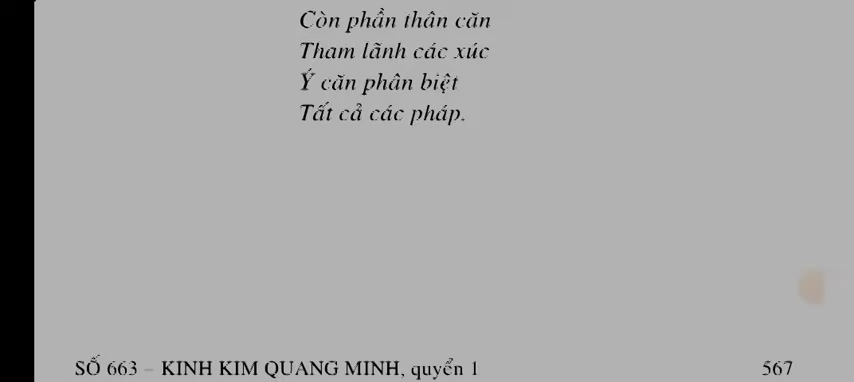 Còn phần thân căn
Tham lãnh các xúc
Ý căn phân biệt
Tất cả các pháp.
SỐ 663 – KINH KIM QUANG MINH, quyển 1 567